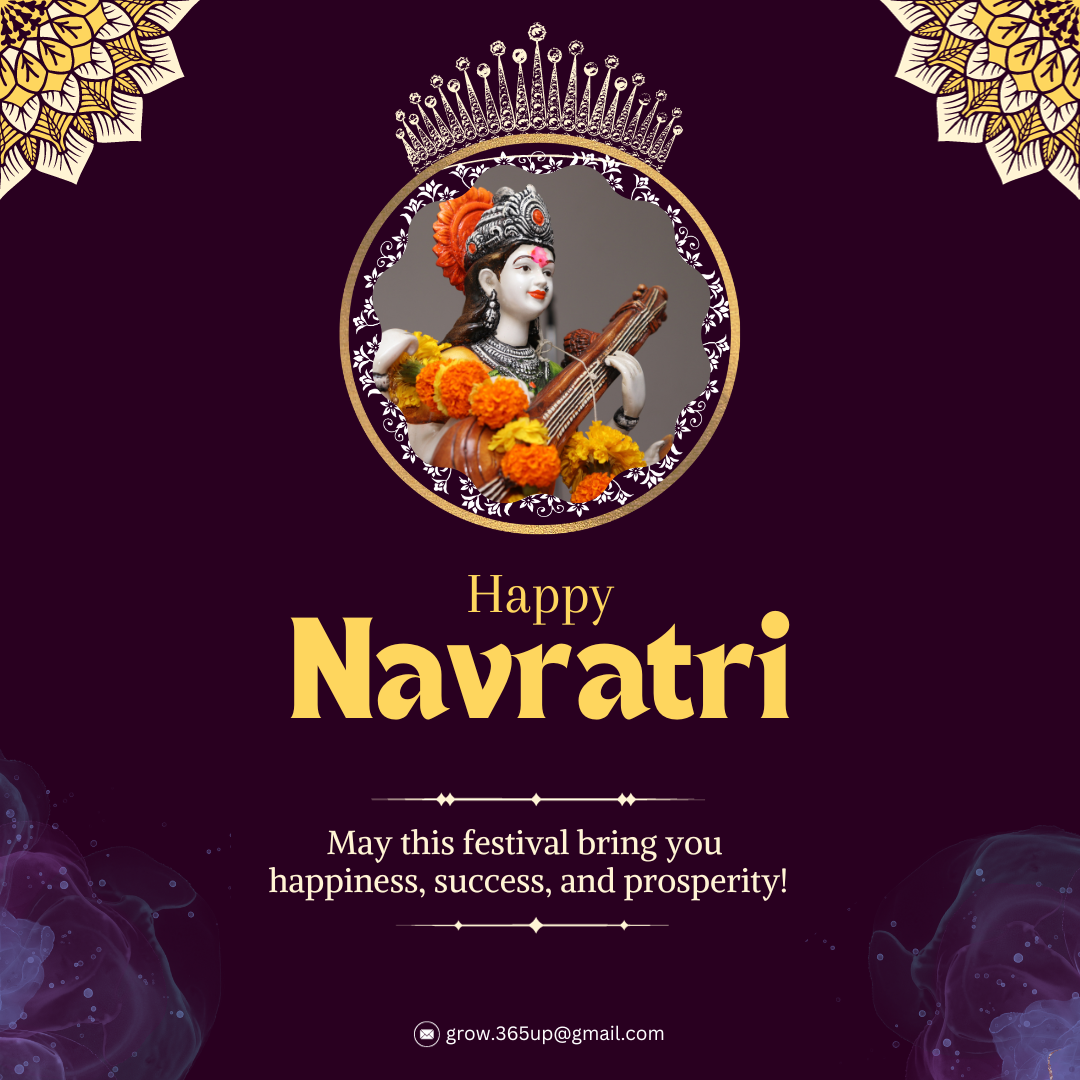 Happy
Navratri
May this festival bring you
happiness, success, and prosperity!
grow.365up@gmail.com